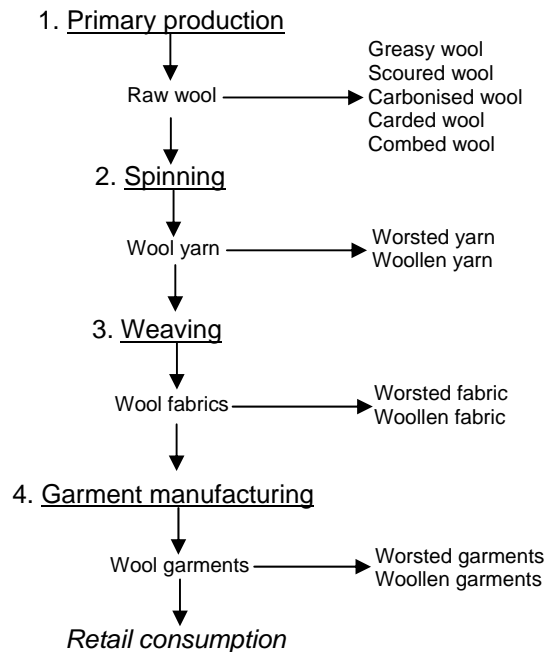 1. Primary production
Greasy wool
Scoured wool
Raw wool
Carbonised wool
Carded wool
Combed wool
2. Spinning
Wool yarn
Worsted yarn
Woollen yarn
3. Weaving
Wool fabrics
Worsted fabric
Woollen fabric
4. Garment manufacturing
Wool garments
Worsted garments
Woollen garments
Retail consumption